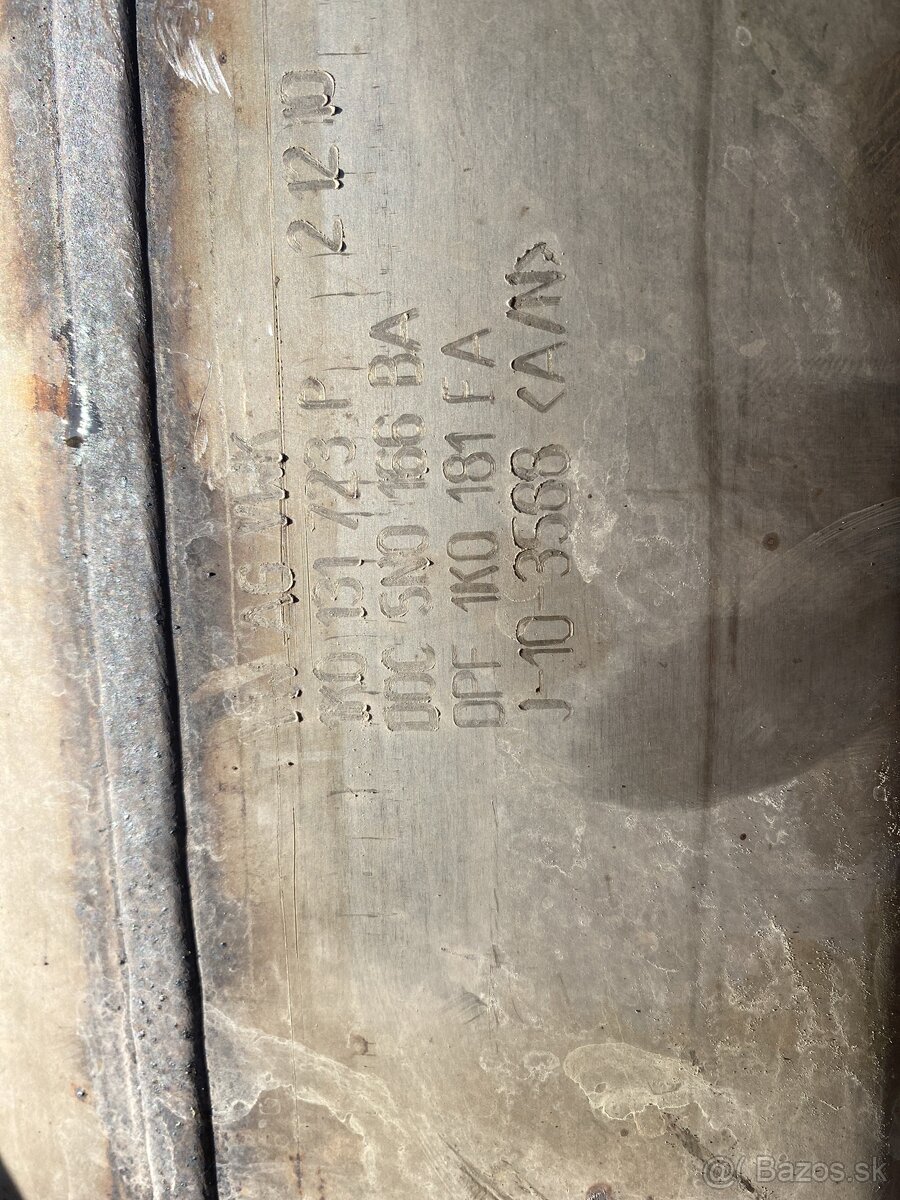 VW AG VLK
1K0 131 723 P 2 12 10
DOC 5N0 166 BA
DPF 1K0 181 FA
J-10-3568 <A/N>
Bazos.sk